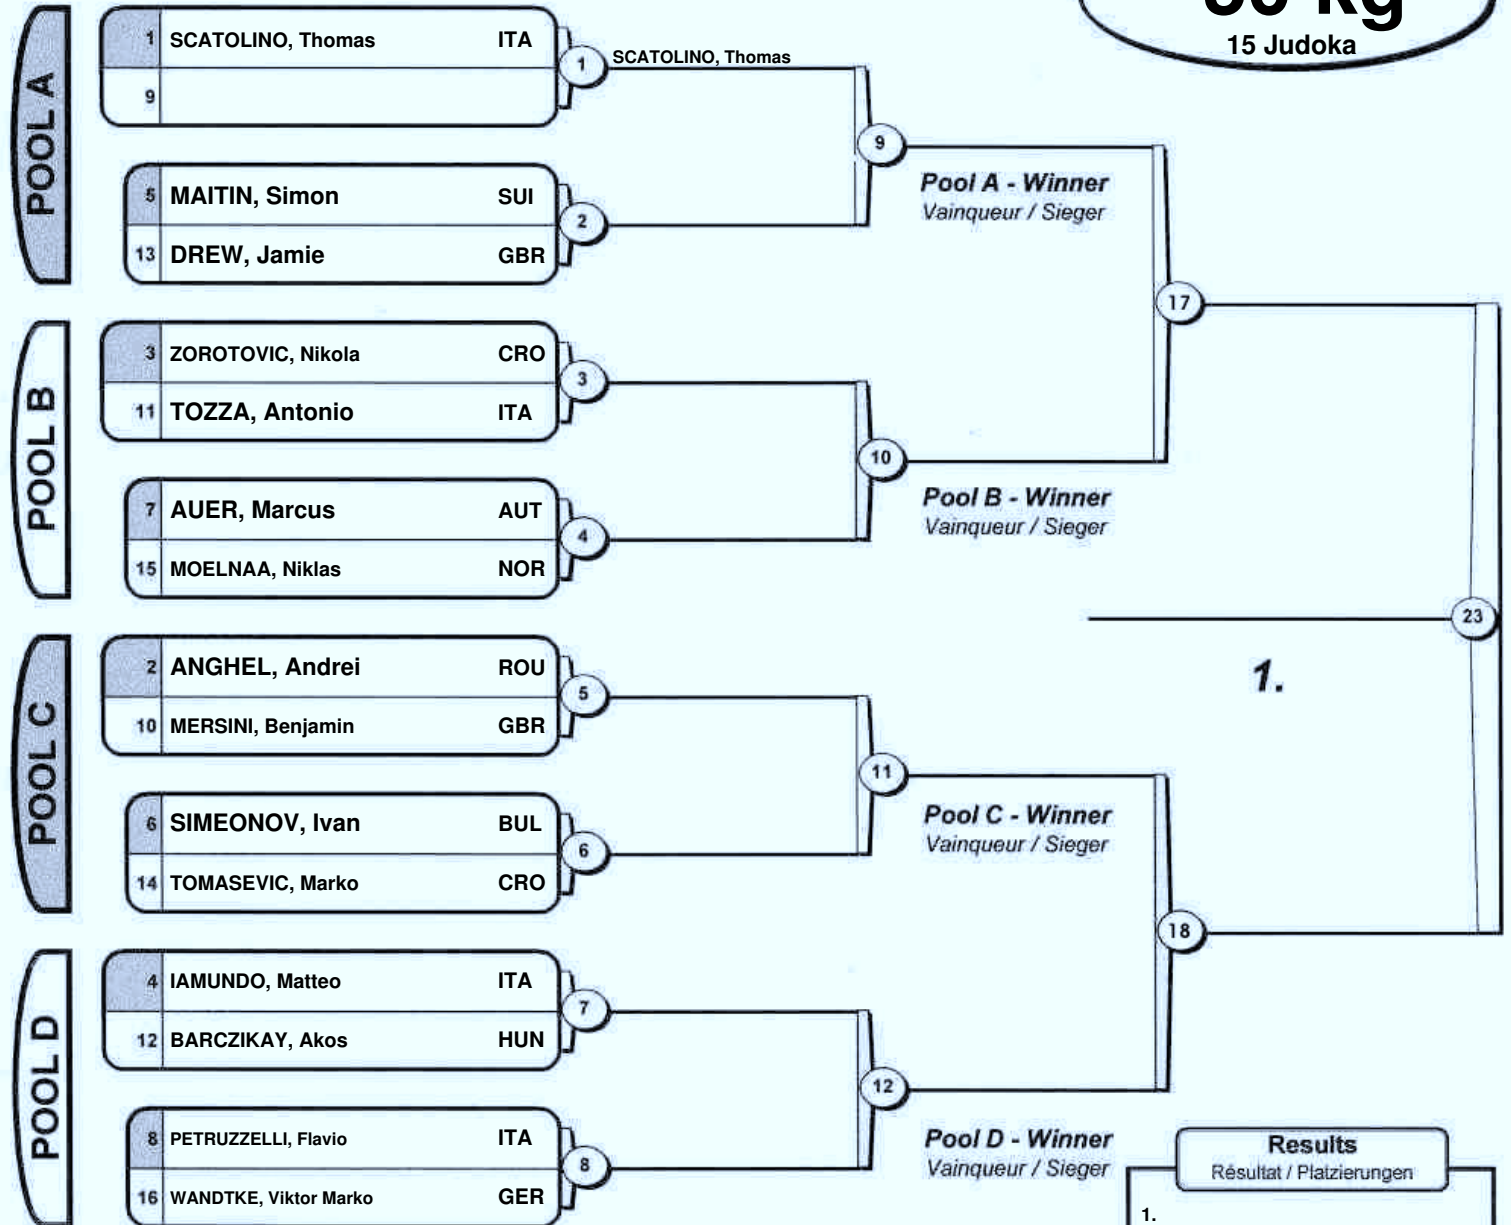 80 kg
15 Judoka
POOL A
1 SCATOLINO, Thomas ITA
9
1
SCATOLINO, Thomas
5 MAITIN, Simon SUI
13 DREW, Jamie GBR
2
9
Pool A - Winner
Vainqueur / Sieger
17
POOL B
3 ZOROTOVIC, Nikola CRO
11 TOZZA, Antonio ITA
3
7 AUER, Marcus AUT
15 MOELNAA, Niklas NOR
4
10
Pool B - Winner
Vainqueur / Sieger
23
1.
POOL C
2 ANGHEL, Andrei ROU
10 MERSINI, Benjamin GBR
5
6 SIMEONOV, Ivan BUL
14 TOMASEVIC, Marko CRO
6
11
Pool C - Winner
Vainqueur / Sieger
18
POOL D
4 IAMUNDO, Matteo ITA
12 BARCZIKAY, Akos HUN
7
8 PETRUZZELLI, Flavio ITA
16 WANDTKE, Viktor Marko GER
8
12
Pool D - Winner
Vainqueur / Sieger
Results
Résultat / Platzierungen
1.